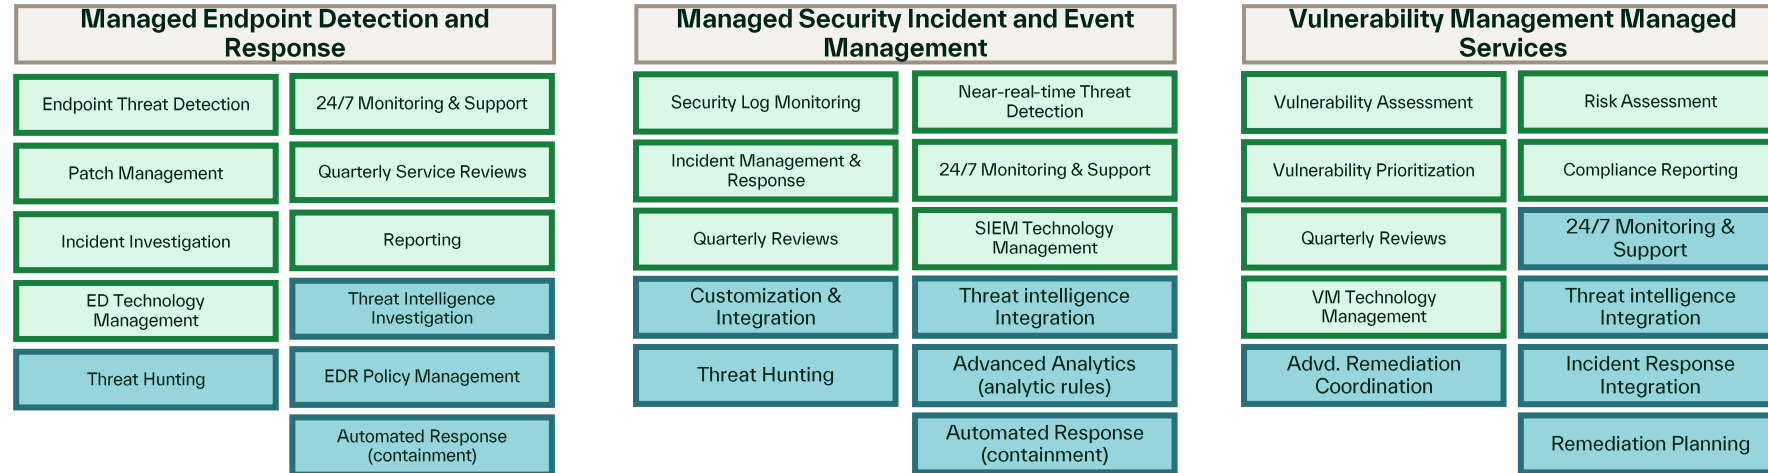 Managed Endpoint Detection and
Response
Endpoint Threat Detection
24/7 Monitoring & Support
Patch Management
Quarterly Service Reviews
Incident Investigation
Reporting
ED Technology
Management
Threat Intelligence
Investigation
Threat Hunting
EDR Policy Management
Automated Response
(containment)
Managed Security Incident and Event
Management
Security Log Monitoring
Near-real-time Threat
Detection
Incident Management &
Response
24/7 Monitoring & Support
Quarterly Reviews
SIEM Technology
Management
Customization &
Integration
Threat intelligence
Integration
Threat Hunting
Advanced Analytics
(analytic rules)
Automated Response
(containment)
Vulnerability Management Managed
Services
Vulnerability Assessment
Risk Assessment
Vulnerability Prioritization
Compliance Reporting
Quarterly Reviews
24/7 Monitoring &
Support
VM Technology
Management
Threat intelligence
Integration
Advd. Remediation
Coordination
Incident Response
Integration
Remediation Planning